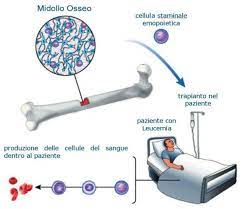 Midollo Osseo
cellula staminale
emopoietica
trapianto nel
paziente
paziente con
Leucemia
produzione delle cellule del sangue
dentro al paziente